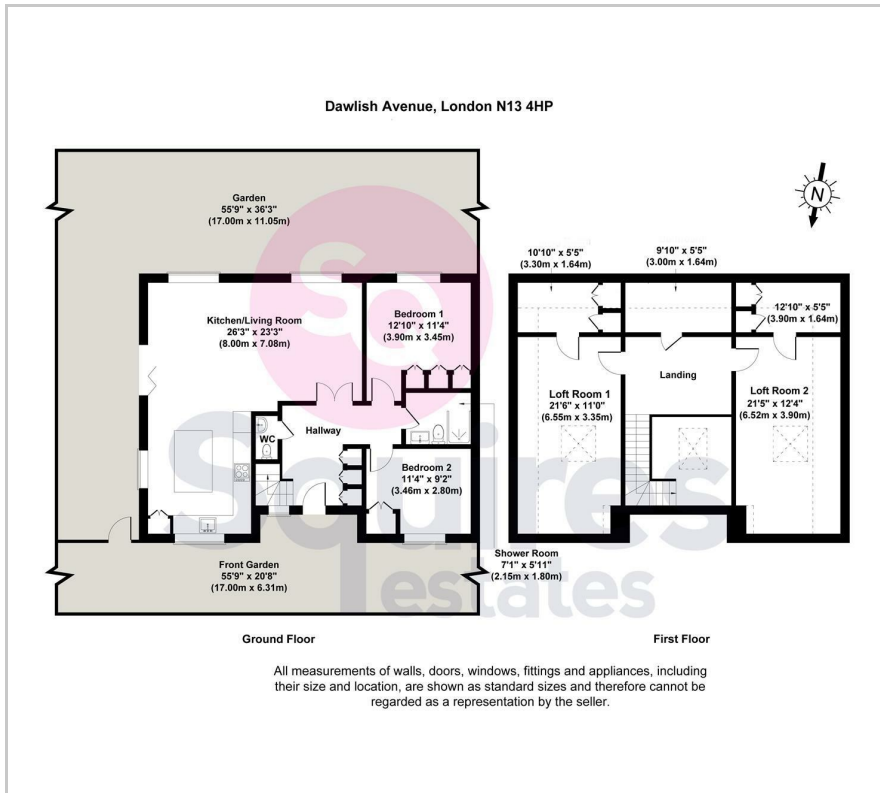 Dawlish Avenue, London N13 4HP
Garden
55'9" x 36'3"
(17.00m x 11.05m)
N
10'10" x 5'5"
(3.30m x 1.64m)
9'10" x 5'5"
(3.00m x 1.64m)
SQ
Kitchen/Living Room
26'3" x 23'3"
(8.00m x 7.08m)
Bedroom 1
12'10" x 11'4"
(3.90m x 3.45m)
12'10" x 5'5"
(3.90m x 1.64m)
Landing
Loft Room 1
21'6" x 11'0"
(6.55m x 3.35m)
Loft Room 2
21'5" x 12'4"
(6.52m x 3.90m)
WC
Hallway
Bedroom 2
11'4" x 9'2"
(3.46m x 2.80m)
Squires
estates
Shower Room
7'1" x 5'11"
(2.15m x 1.80m)
Front Garden
55'9" x 20'8"
(17.00m x 6.31m)
Ground Floor
First Floor
All measurements of walls, doors, windows, fittings and appliances, including
their size and location, are shown as standard sizes and therefore cannot be
regarded as a representation by the seller.